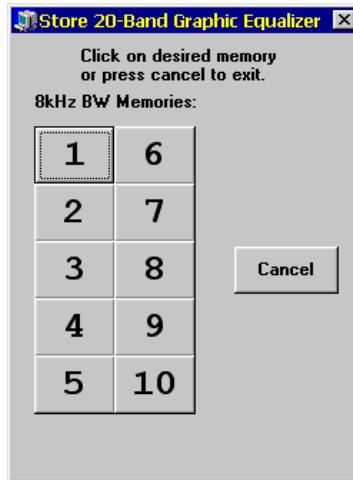 Store 20-Band Graphic Equalizer
Click on desired memory
or press cancel to exit.
8kHz BW Memories:
1 6
2 7
3 8 Cancel
4 9
5 10